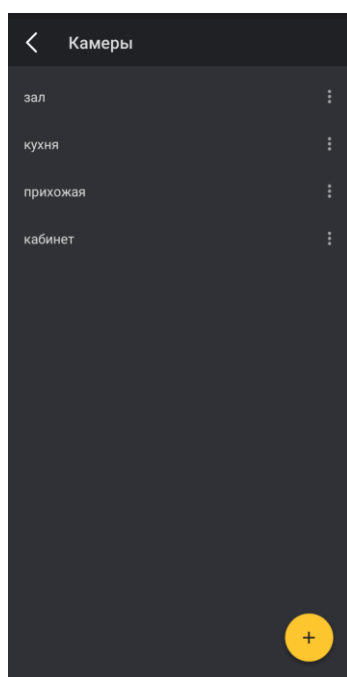 Камеры
зал
кухня
прихожая
кабинет